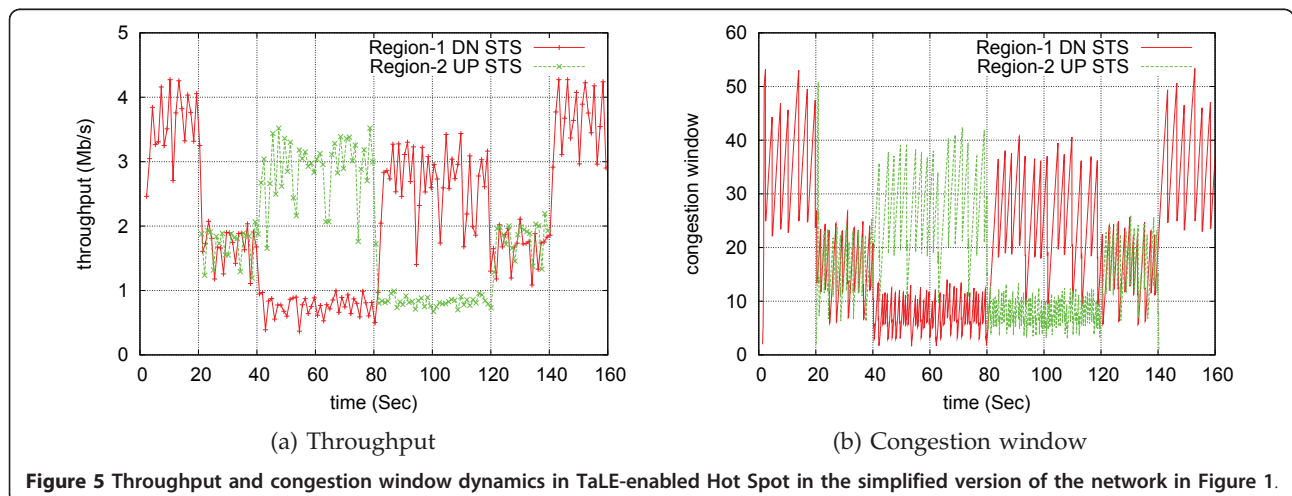 5
4
3
2
1
0
throughput (Mb/s)
Region-1 DN STS
Region-2 UP STS
0 20 40 60 80 100 120 140 160
time (Sec)
(a) Throughput
60
50
40
30
20
10
0
congestion window
Region-1 DN STS
Region-2 UP STS
0 20 40 60 80 100 120 140 160
time (Sec)
(b) Congestion window
Figure 5 Throughput and congestion window dynamics in TaLE-enabled Hot Spot in the simplified version of the network in Figure 1.